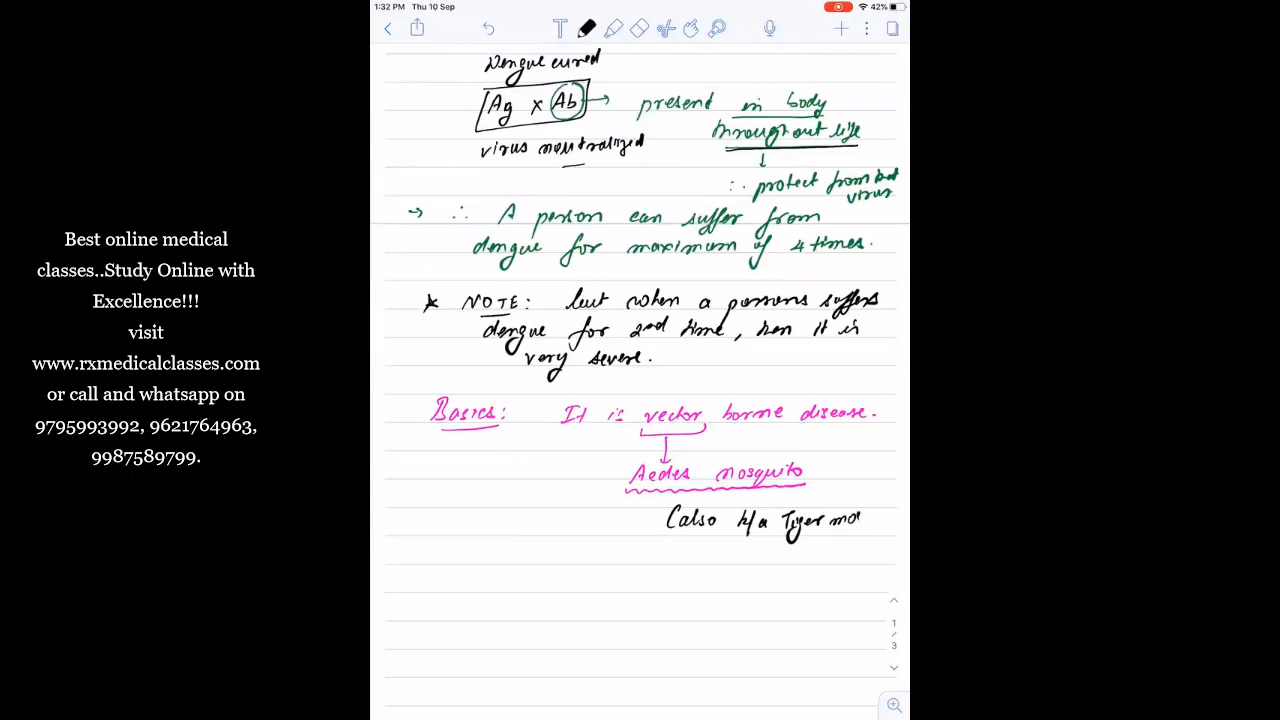 1:32 PM Thu 10 Sep
42%
Dengue cured
Ag x Ab → present in body
throughout life
virus neutralized
↓
∴ protect from that
virus
→ ∴ A person can suffer from
dengue for maximum of 4 times.
* NOTE: but when a persons suffers
dengue for 2nd time, then it is
very severe.
Basics: It is vector borne disease.
Aedes mosquito
(also k/a Tiger mo
1
3
Best online medical
classes..Study Online with
Excellence!!!
visit
www.rxmedicalclasses.com
or call and whatsapp on
9795993992, 9621764963,
9987589799.